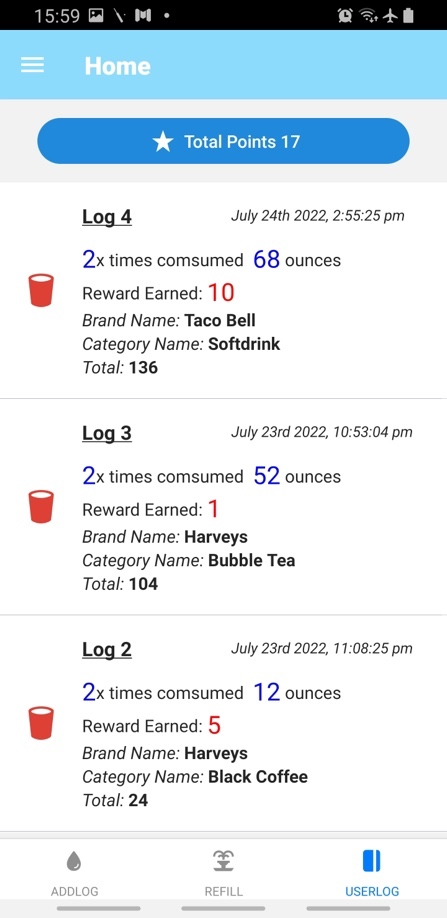 15:59
Home
Total Points 17
Log 4 July 24th 2022, 2:55:25 pm
2x times comsumed 68 ounces
Reward Earned: 10
Brand Name: Taco Bell
Category Name: Softdrink
Total: 136
Log 3 July 23rd 2022, 10:53:04 pm
2x times comsumed 52 ounces
Reward Earned: 1
Brand Name: Harveys
Category Name: Bubble Tea
Total: 104
Log 2 July 23rd 2022, 11:08:25 pm
2x times comsumed 12 ounces
Reward Earned: 5
Brand Name: Harveys
Category Name: Black Coffee
Total: 24
ADDLOG REFILL USERLOG